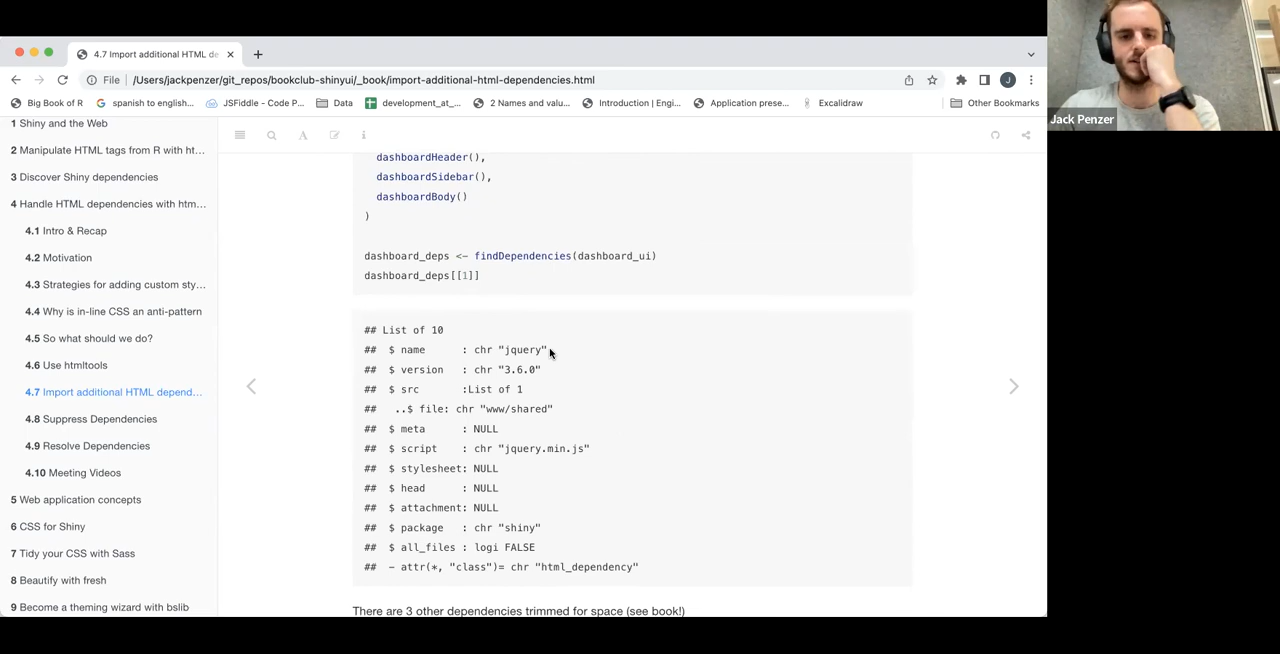 4.7 Import additional HTML de
File
/Users/jackpenzer/git_repos/bookclub-shinyui/_book/import-additional-html-dependencies.html
J
Big Book of R
spanish to english...
JSFiddle - Code P...
Data
development_at_...
2 Names and valu...
Introduction | Engi...
Application prese...
Excalidraw
Other Bookmarks
Jack Penzer
1 Shiny and the Web
2 Manipulate HTML tags from R with ht...
3 Discover Shiny dependencies
4 Handle HTML dependencies with htm...
4.1 Intro & Recap
4.2 Motivation
4.3 Strategies for adding custom sty...
4.4 Why is in-line CSS an anti-pattern
4.5 So what should we do?
4.6 Use htmltools
4.7 Import additional HTML depend...
4.8 Suppress Dependencies
4.9 Resolve Dependencies
4.10 Meeting Videos
5 Web application concepts
6 CSS for Shiny
7 Tidy your CSS with Sass
8 Beautify with fresh
9 Become a theming wizard with bslib
dashboardHeader(),
dashboardSidebar(),
dashboardBody()
)
dashboard_deps <- findDependencies(dashboard_ui)
dashboard_deps[[1]]
## List of 10
##  $ name      : chr "jquery"
##  $ version   : chr "3.6.0"
##  $ src       :List of 1
##   ..$ file: chr "www/shared"
##  $ meta      : NULL
##  $ script    : chr "jquery.min.js"
##  $ stylesheet: NULL
##  $ head      : NULL
##  $ attachment: NULL
##  $ package   : chr "shiny"
##  $ all_files : logi FALSE
##  - attr(*, "class")= chr "html_dependency"
There are 3 other dependencies trimmed for space (see book!)